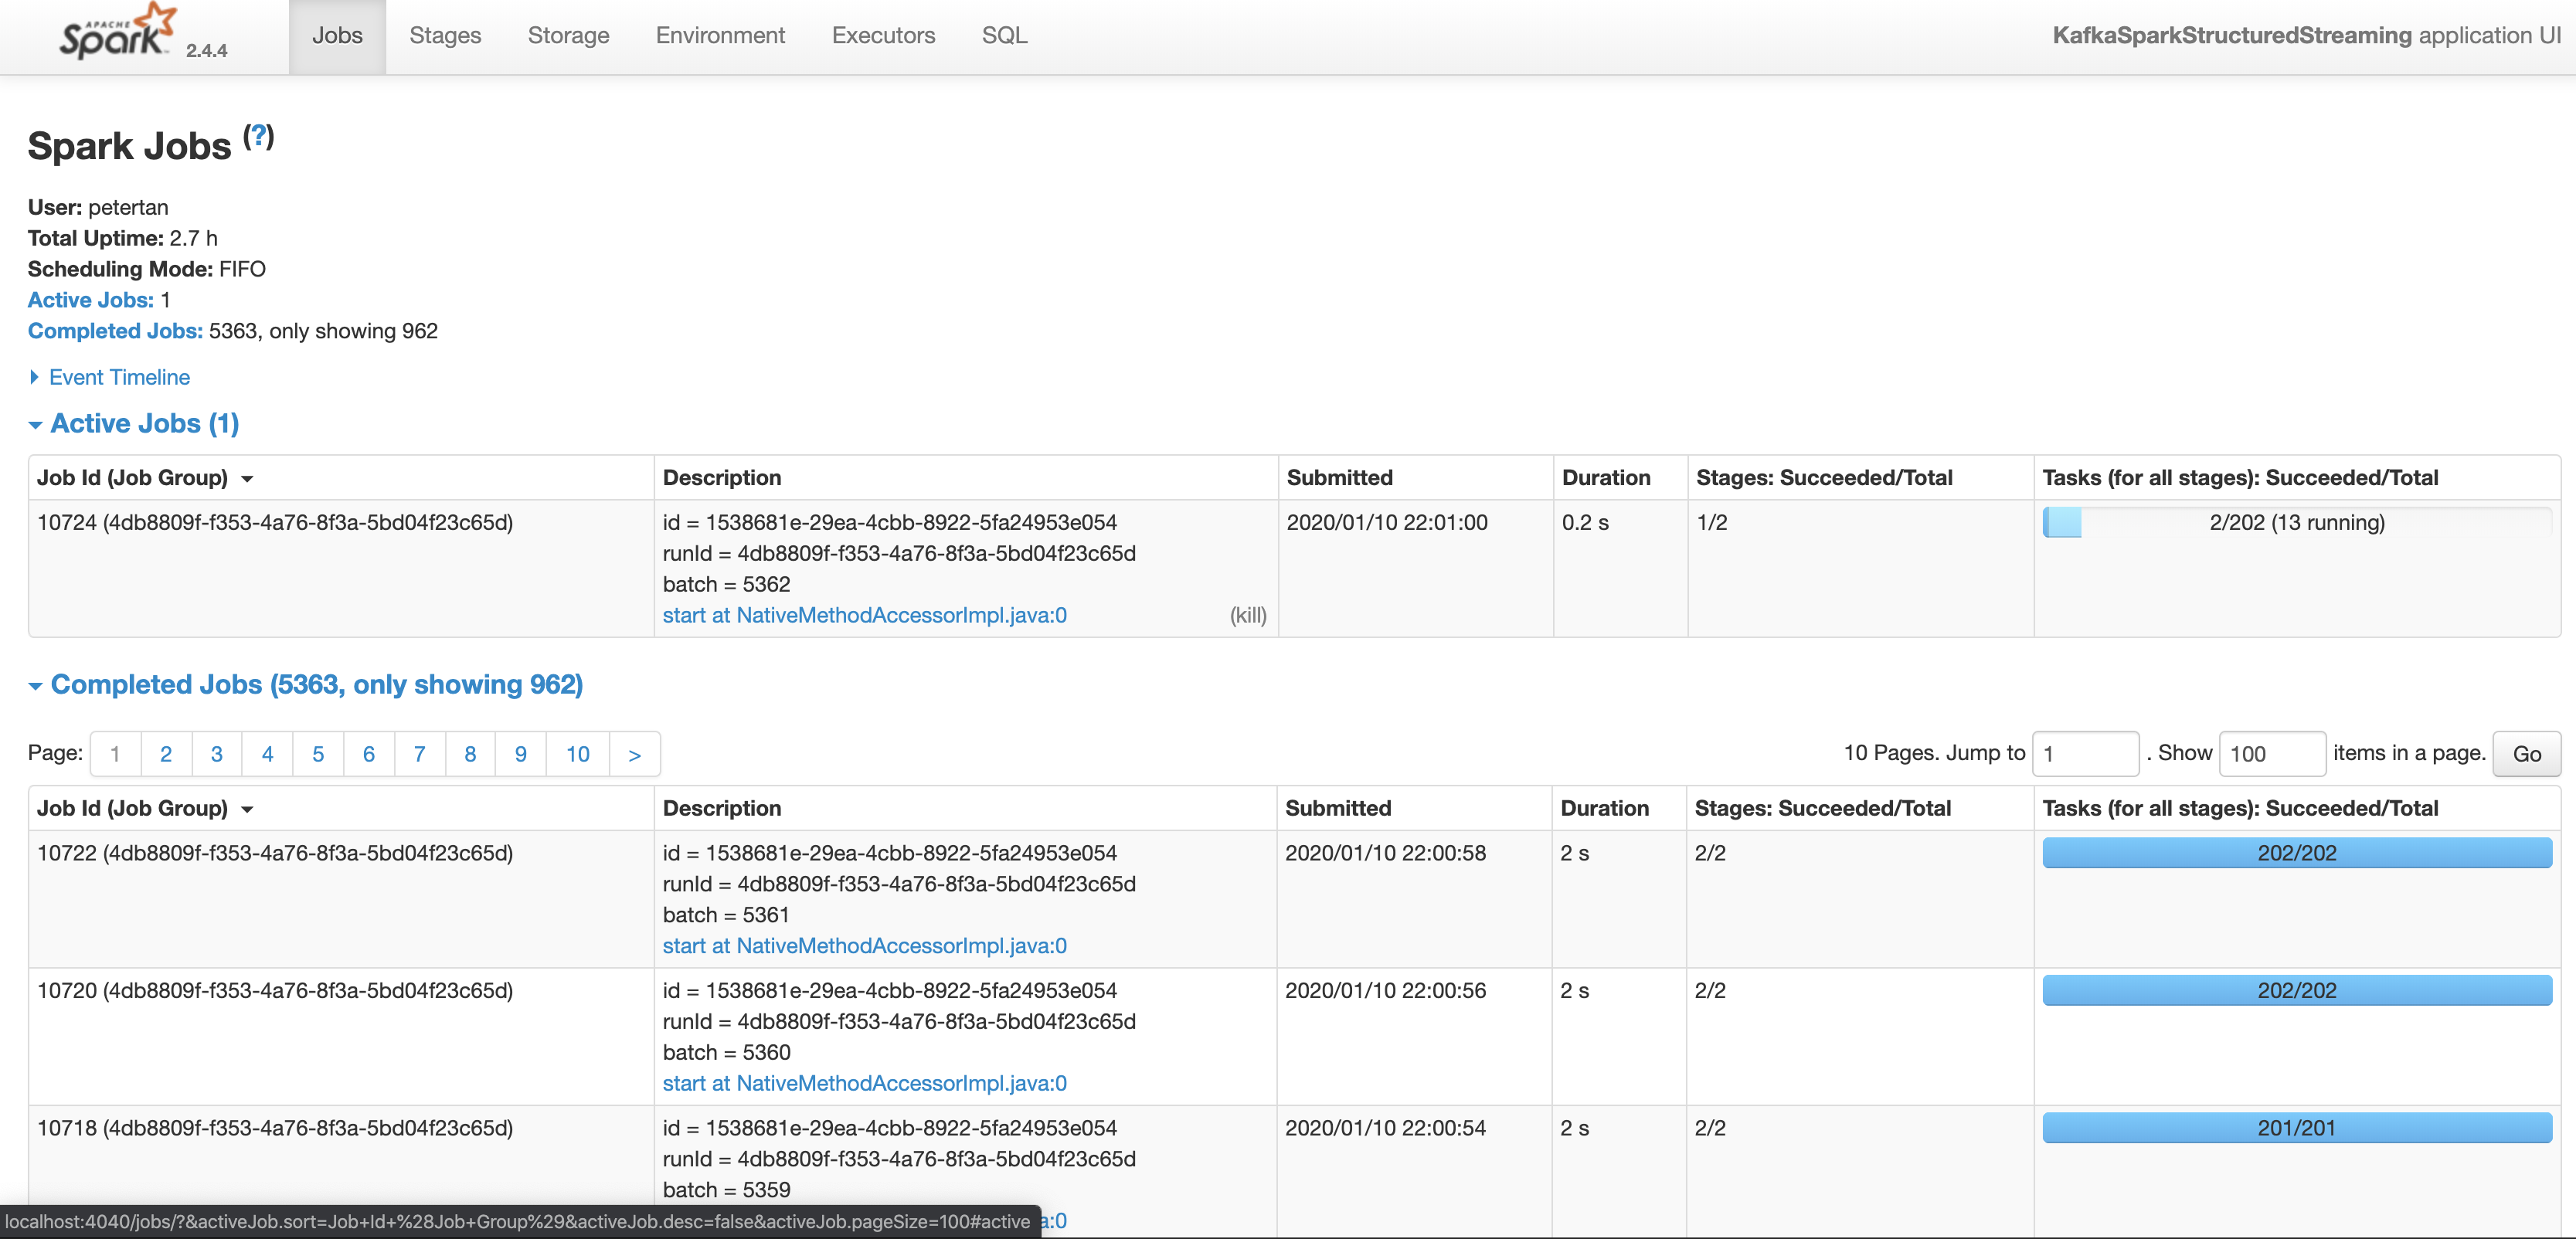 APACHE Spark 2.4.4 Jobs Stages Storage Environment Executors SQL KafkaSparkStructuredStreaming application UI
Spark Jobs (?)
User: petertan
Total Uptime: 2.7 h
Scheduling Mode: FIFO
Active Jobs: 1
Completed Jobs: 5363, only showing 962
Event Timeline
Active Jobs (1)
Job Id (Job Group) Description Submitted Duration Stages: Succeeded/Total Tasks (for all stages): Succeeded/Total
10724 (4db8809f-f353-4a76-8f3a-5bd04f23c65d) id = 1538681e-29ea-4cbb-8922-5fa24953e054 2020/01/10 22:01:00 0.2 s 1/2 2/202 (13 running)
runId = 4db8809f-f353-4a76-8f3a-5bd04f23c65d
batch = 5362
start at NativeMethodAccessorImpl.java:0 (kill)
Completed Jobs (5363, only showing 962)
Page: 1 2 3 4 5 6 7 8 9 10 > 10 Pages. Jump to 1 . Show 100 items in a page. Go
Job Id (Job Group) Description Submitted Duration Stages: Succeeded/Total Tasks (for all stages): Succeeded/Total
10722 (4db8809f-f353-4a76-8f3a-5bd04f23c65d) id = 1538681e-29ea-4cbb-8922-5fa24953e054 2020/01/10 22:00:58 2 s 2/2 202/202
runId = 4db8809f-f353-4a76-8f3a-5bd04f23c65d
batch = 5361
start at NativeMethodAccessorImpl.java:0
10720 (4db8809f-f353-4a76-8f3a-5bd04f23c65d) id = 1538681e-29ea-4cbb-8922-5fa24953e054 2020/01/10 22:00:56 2 s 2/2 202/202
runId = 4db8809f-f353-4a76-8f3a-5bd04f23c65d
batch = 5360
start at NativeMethodAccessorImpl.java:0
10718 (4db8809f-f353-4a76-8f3a-5bd04f23c65d) id = 1538681e-29ea-4cbb-8922-5fa24953e054 2020/01/10 22:00:54 2 s 2/2 201/201
runId = 4db8809f-f353-4a76-8f3a-5bd04f23c65d
batch = 5359
localhost:4040/jobs/?&activeJob.sort=Job+Id+%28Job+Group%29&activeJob.desc=false&activeJob.pageSize=100#active a:0